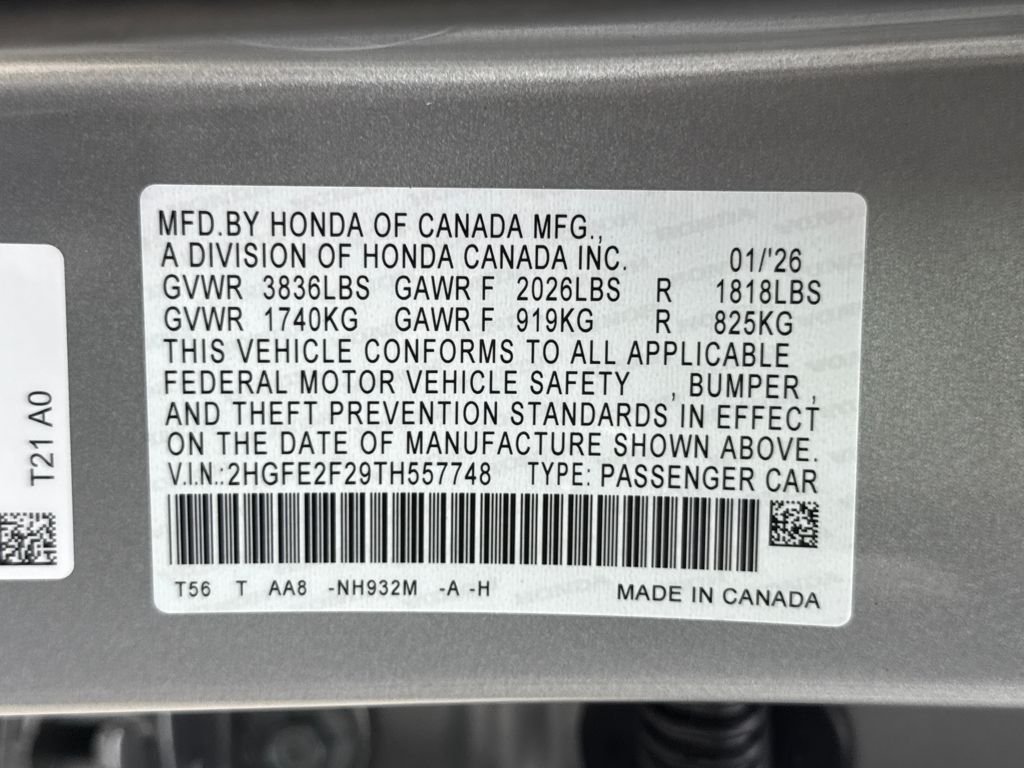 MFD.BY HONDA OF CANADA MFG.,
A DIVISION OF HONDA CANADA INC. 01/'26
GVWR 3836LBS GAWR F 2026LBS R 1818LBS
GVWR 1740KG GAWR F 919KG R 825KG
THIS VEHICLE CONFORMS TO ALL APPLICABLE
FEDERAL MOTOR VEHICLE SAFETY , BUMPER ,
AND THEFT PREVENTION STANDARDS IN EFFECT
ON THE DATE OF MANUFACTURE SHOWN ABOVE.
V.I.N.:2HGFE2F29TH557748 TYPE: PASSENGER CAR
T56 T AA8 -NH932M -A -H MADE IN CANADA
T21 A0